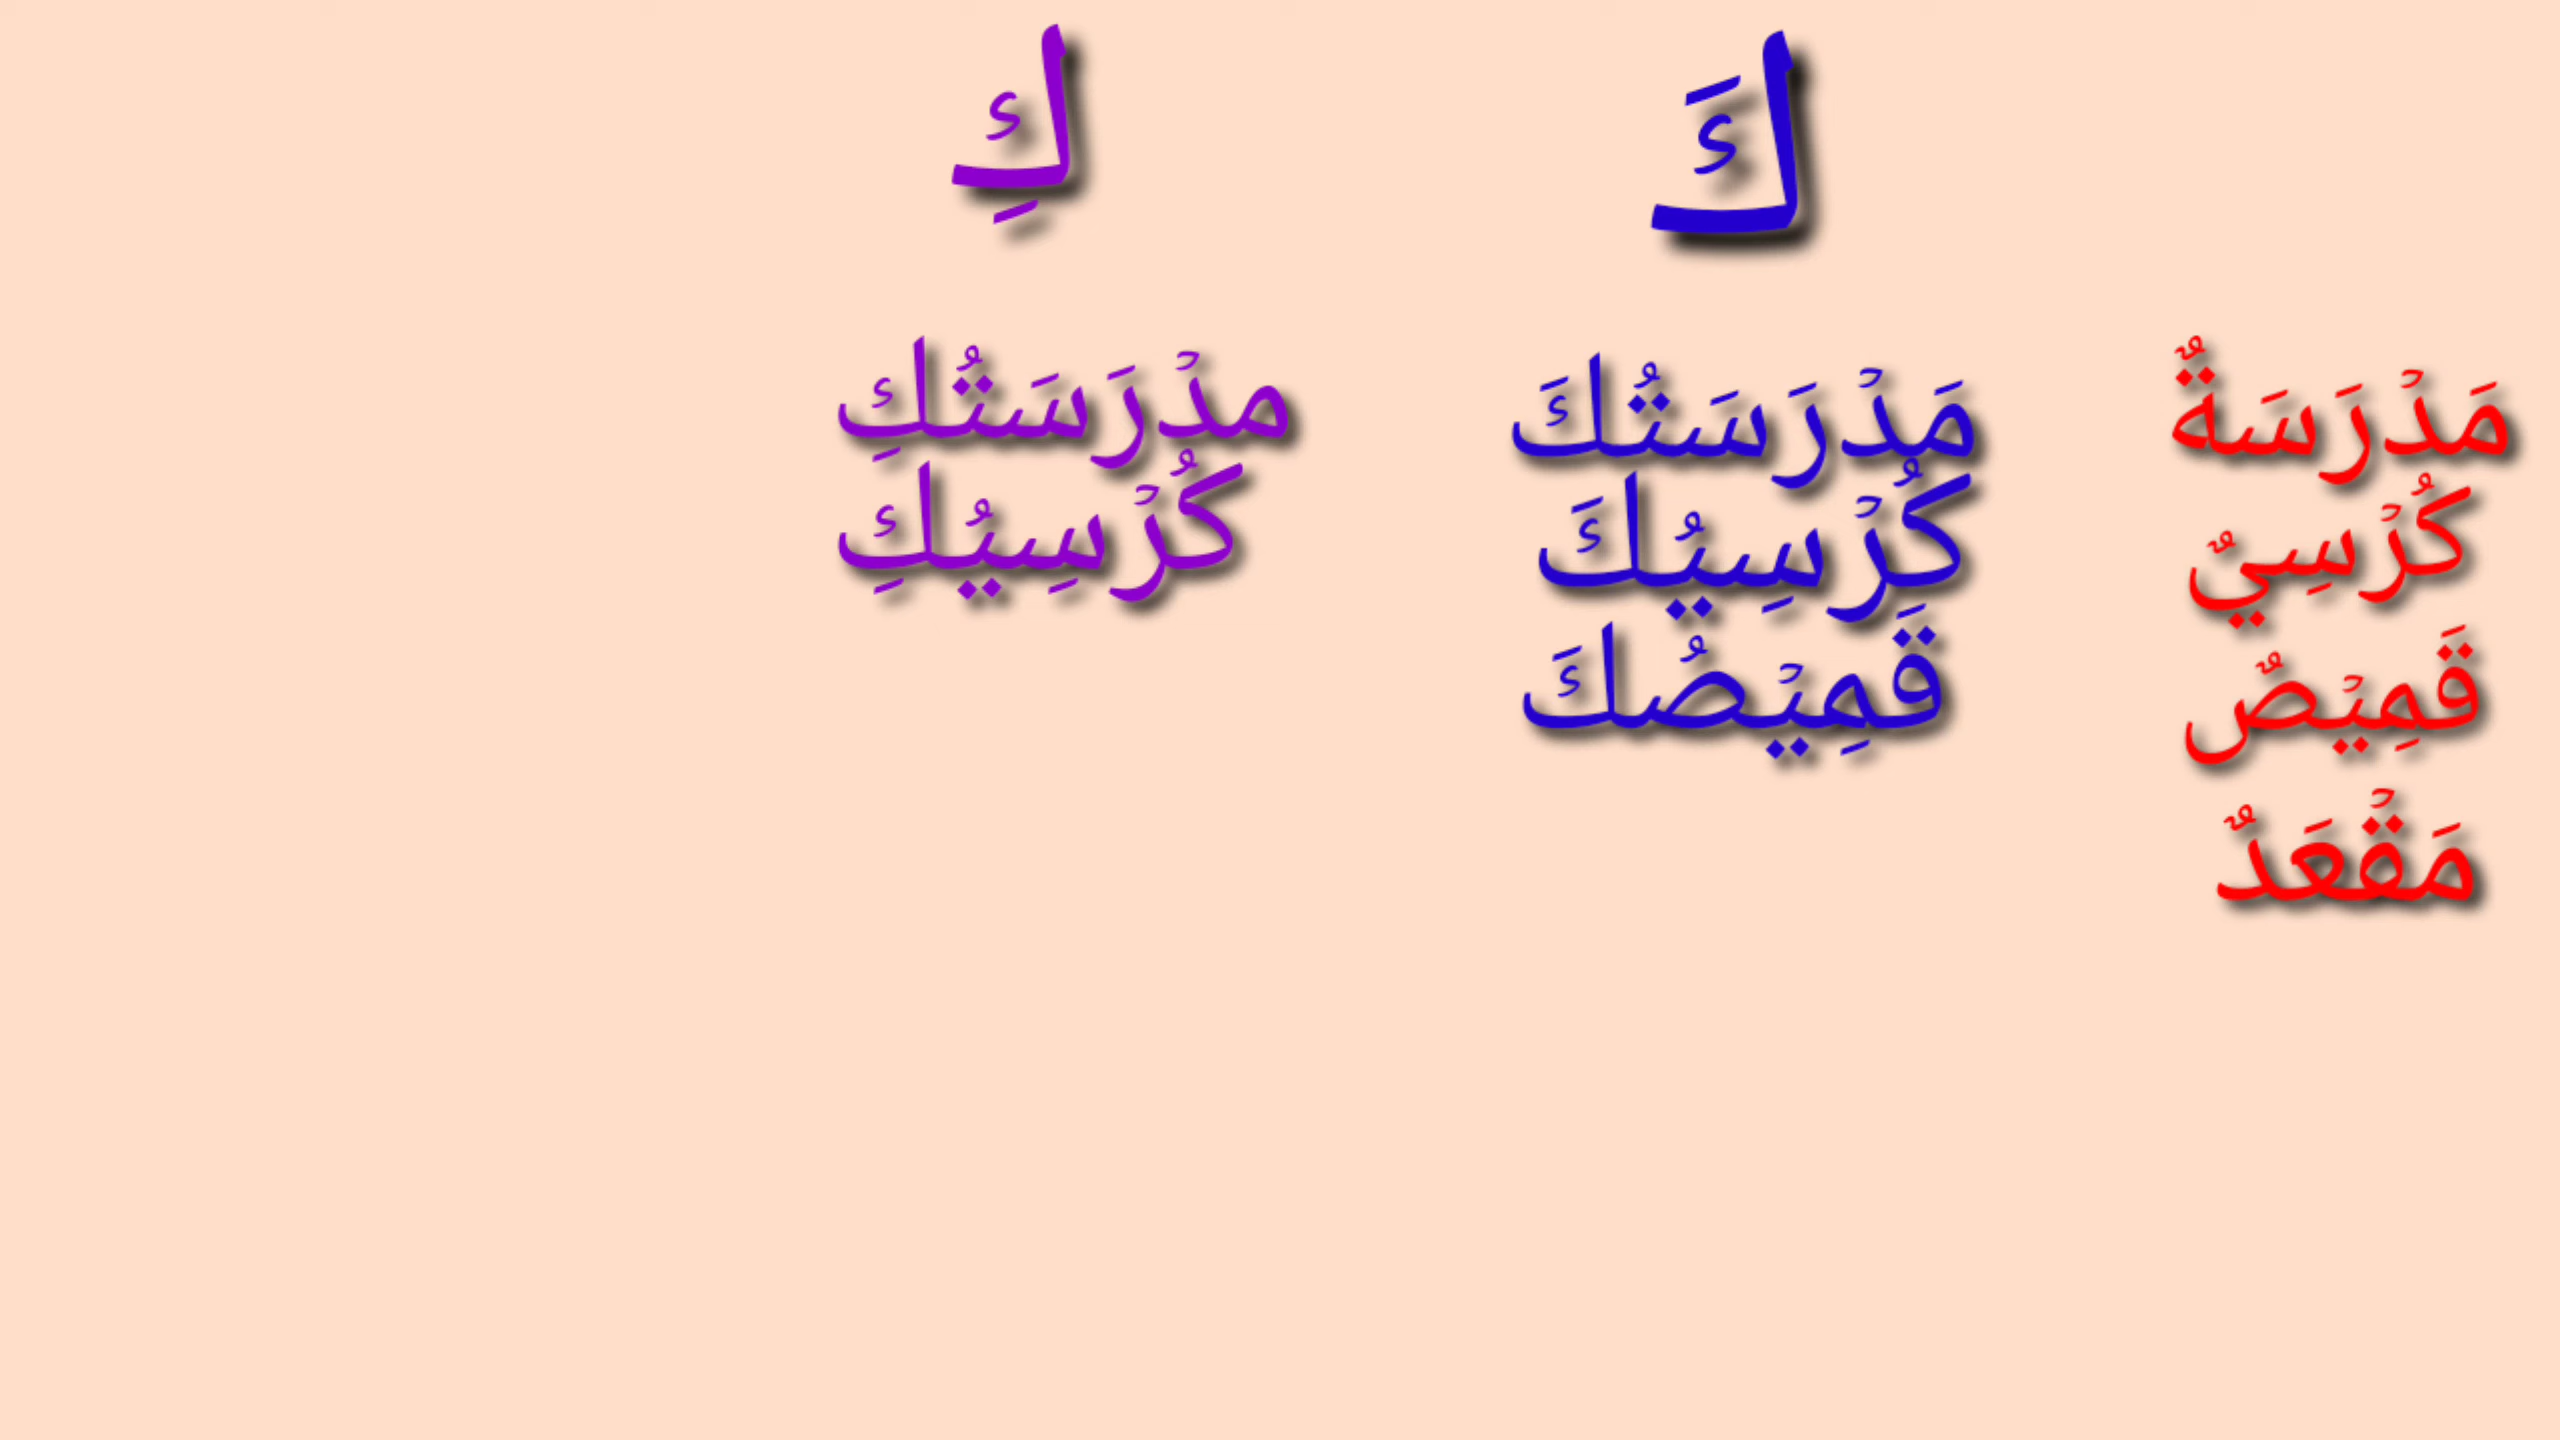 كَ
كِ
مَدْرَسَةٌ
مَدْرَسَتُكَ
مدْرَسَتُكِ
كُرْسِيٌ
كُرْسِيُكَ
كُرْسِيُكِ
قَمِيْصٌ
قَمِيْصُكَ
مَقْعَدٌ